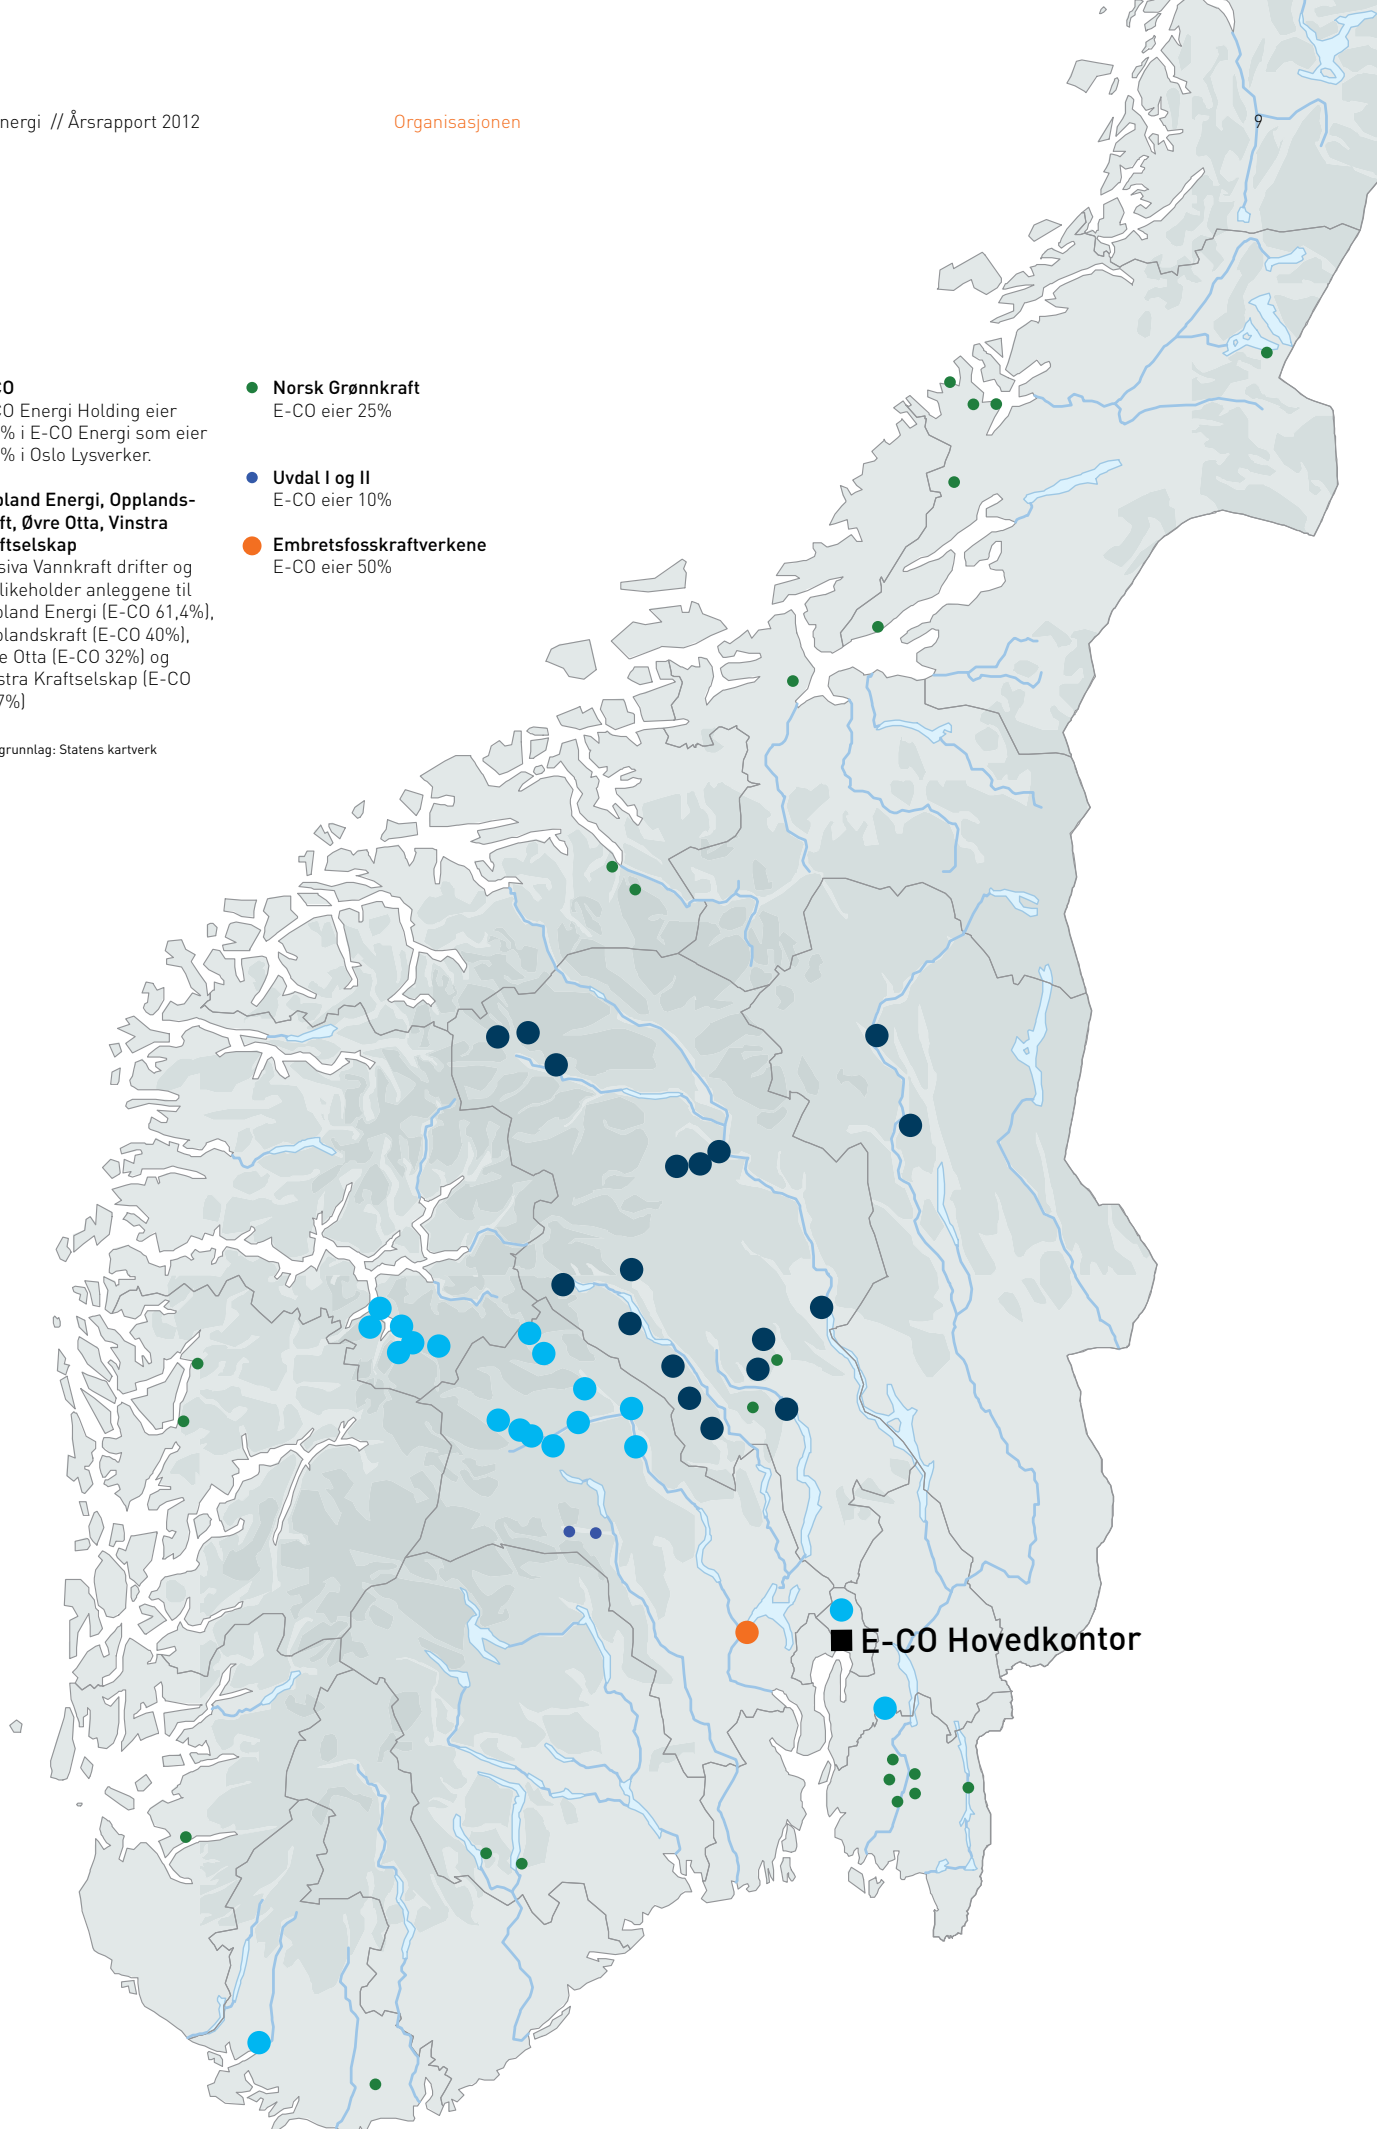 nergi // Årsrapport 2012
Organisasjonen
9
CO
CO Energi Holding eier
% i E-CO Energi som eier
% i Oslo Lysverker.
pland Energi, Opplands-
ft, Øvre Otta, Vinstra
ftselskap
siva Vannkraft drifter og
likeholder anleggene til
pland Energi (E-CO 61,4%),
plandskraft (E-CO 40%),
e Otta (E-CO 32%) og
stra Kraftselskap (E-CO
7%)
grunnlag: Statens kartverk
Norsk Grønnkraft
E-CO eier 25%
Uvdal I og II
E-CO eier 10%
Embretsfosskraftverkene
E-CO eier 50%
E-CO Hovedkontor